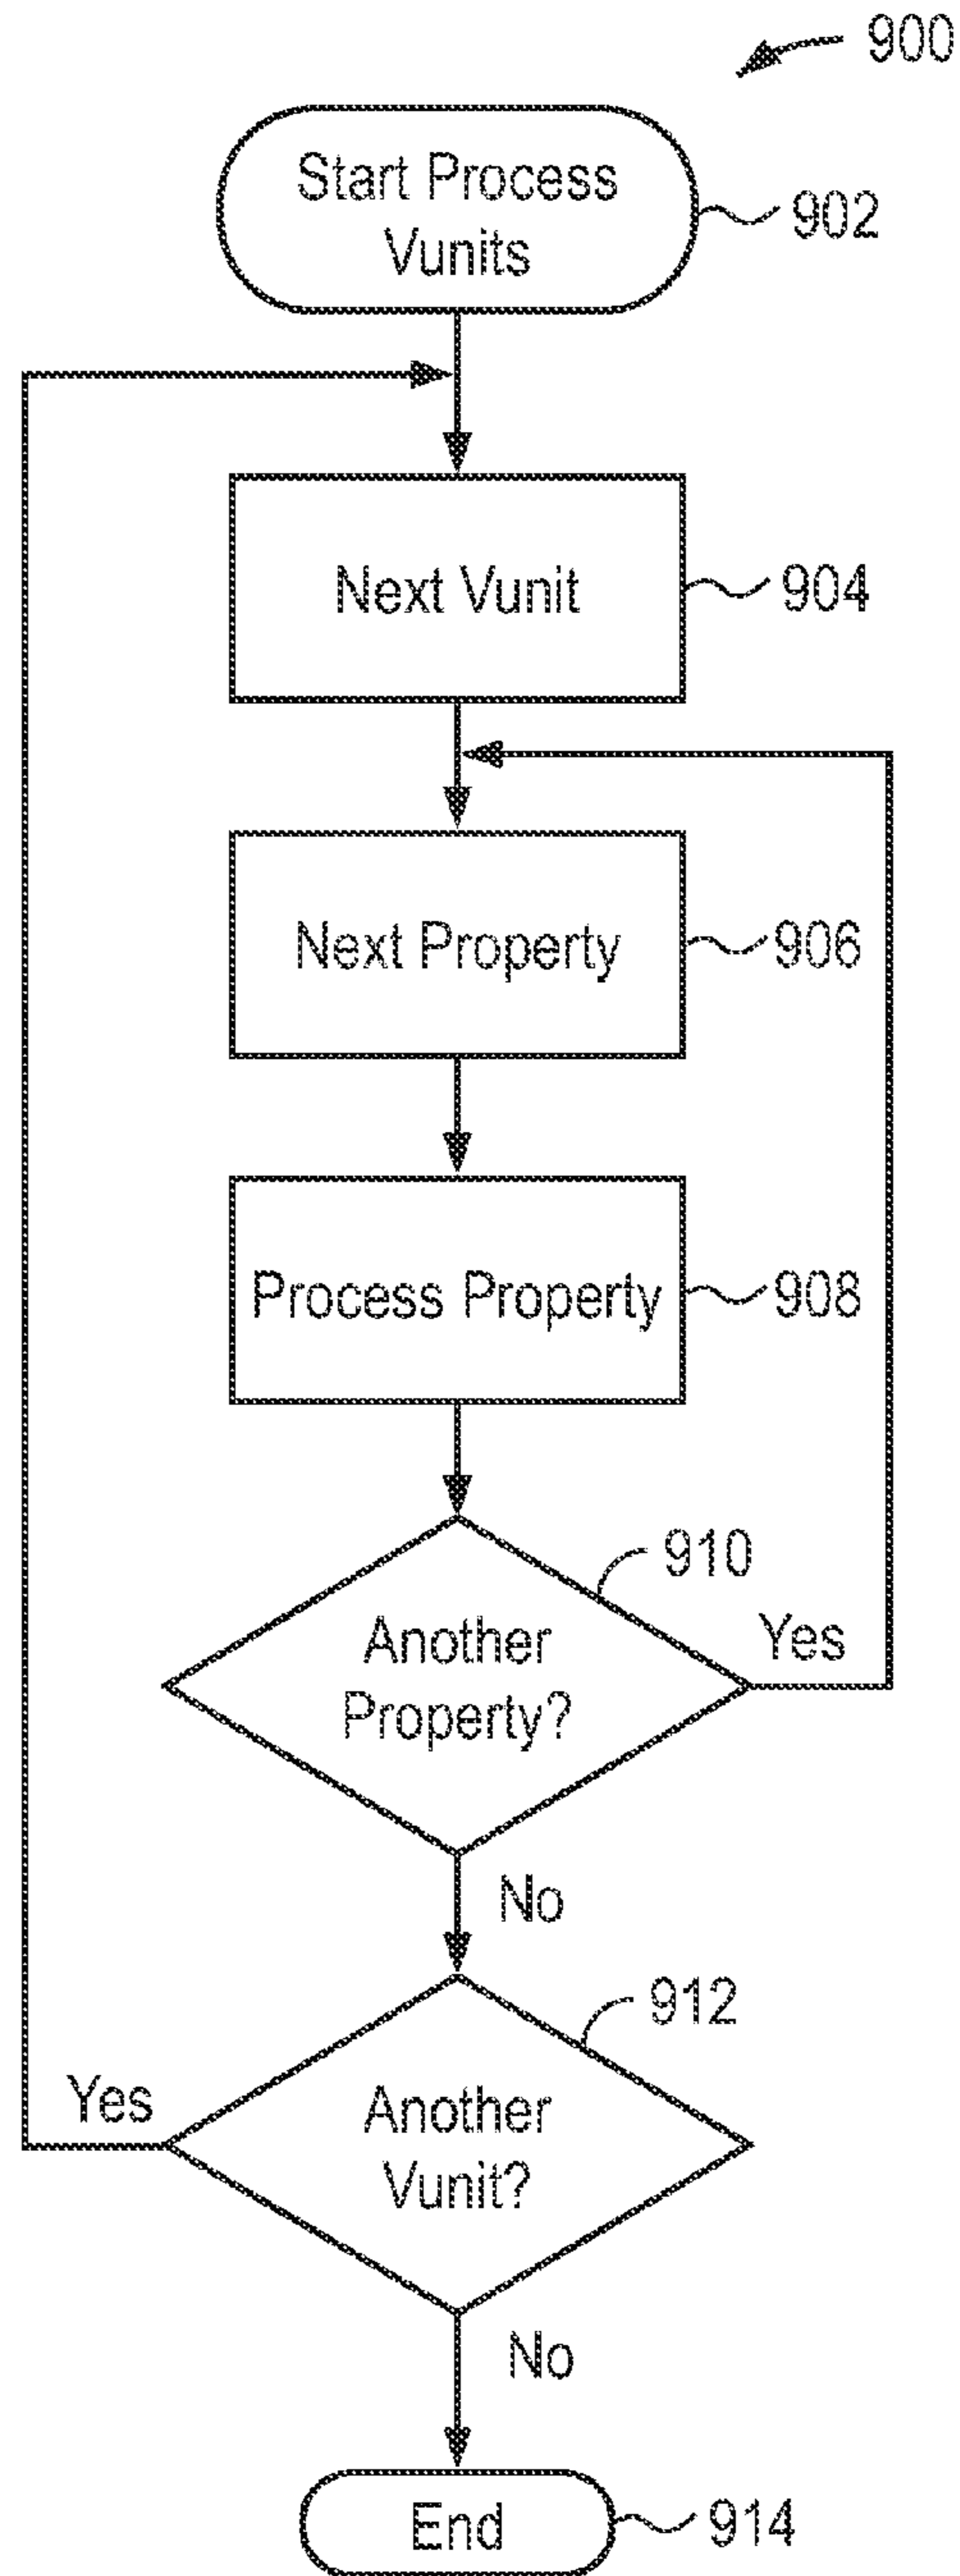 900
Start Process
Vunits
902
Next Vunit
904
Next Property
906
Process Property
908
910
Another
Property?
Yes
No
912
Another
Vunit?
Yes
No
End
914